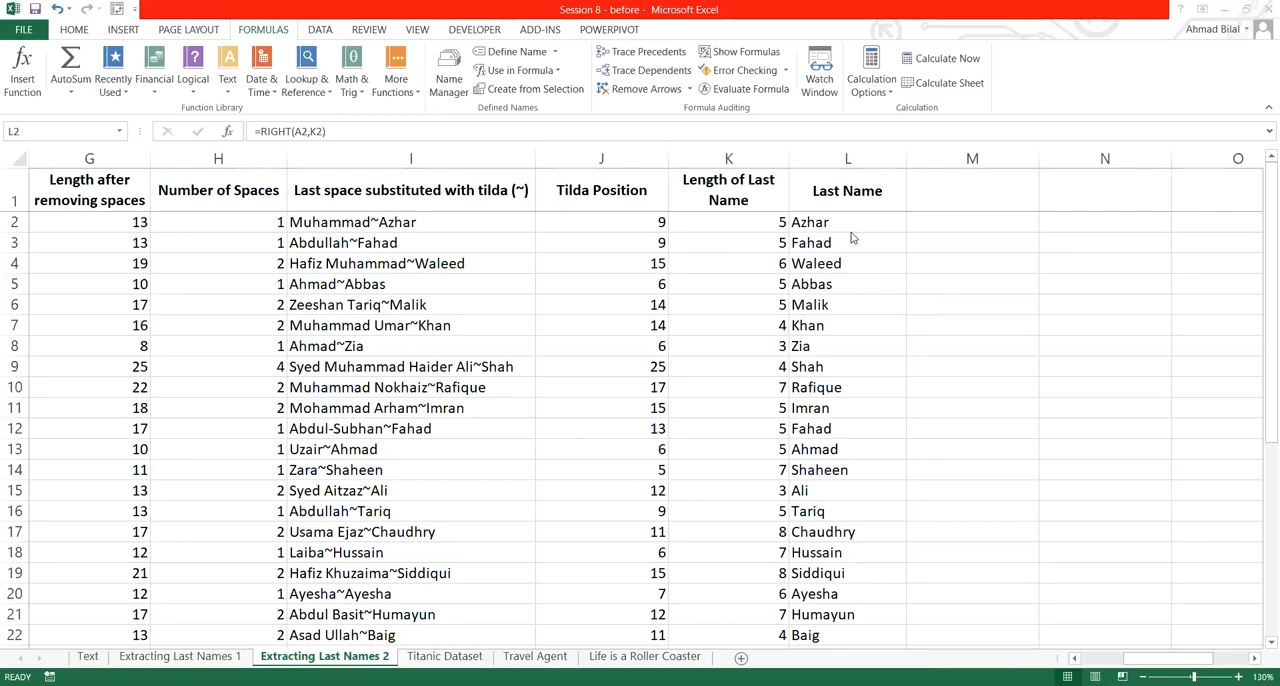 Session 8 - before - Microsoft Excel
FILE HOME INSERT PAGE LAYOUT FORMULAS DATA REVIEW VIEW DEVELOPER ADD-INS POWERPIVOT Ahmad Bilal
Insert Function
AutoSum
Recently Used
Financial
Logical
Text
Date & Time
Lookup & Reference
Math & Trig
More Functions
Function Library
Name Manager
Define Name
Use in Formula
Create from Selection
Defined Names
Trace Precedents
Trace Dependents
Remove Arrows
Show Formulas
Error Checking
Evaluate Formula
Formula Auditing
Watch Window
Calculation Options
Calculate Now
Calculate Sheet
Calculation
L2 fx =RIGHT(A2,K2)
G H I J K L M N O
1 Length after removing spaces Number of Spaces Last space substituted with tilda (~) Tilda Position Length of Last Name Last Name
2 13 1 Muhammad~Azhar 9 5 Azhar
3 13 1 Abdullah~Fahad 9 5 Fahad
4 19 2 Hafiz Muhammad~Waleed 15 6 Waleed
5 10 1 Ahmad~Abbas 6 5 Abbas
6 17 2 Zeeshan Tariq~Malik 14 5 Malik
7 16 2 Muhammad Umar~Khan 14 4 Khan
8 8 1 Ahmad~Zia 6 3 Zia
9 25 4 Syed Muhammad Haider Ali~Shah 25 4 Shah
10 22 2 Muhammad Nokhaiz~Rafique 17 7 Rafique
11 18 2 Mohammad Arham~Imran 15 5 Imran
12 17 1 Abdul-Subhan~Fahad 13 5 Fahad
13 10 1 Uzair~Ahmad 6 5 Ahmad
14 11 1 Zara~Shaheen 5 7 Shaheen
15 13 2 Syed Aitzaz~Ali 12 3 Ali
16 13 1 Abdullah~Tariq 9 5 Tariq
17 17 2 Usama Ejaz~Chaudhry 11 8 Chaudhry
18 12 1 Laiba~Hussain 6 7 Hussain
19 21 2 Hafiz Khuzaima~Siddiqui 15 8 Siddiqui
20 12 1 Ayesha~Ayesha 7 6 Ayesha
21 17 2 Abdul Basit~Humayun 12 7 Humayun
22 13 2 Asad Ullah~Baig 11 4 Baig
Text Extracting Last Names 1 Extracting Last Names 2 Titanic Dataset Travel Agent Life is a Roller Coaster
READY 130%